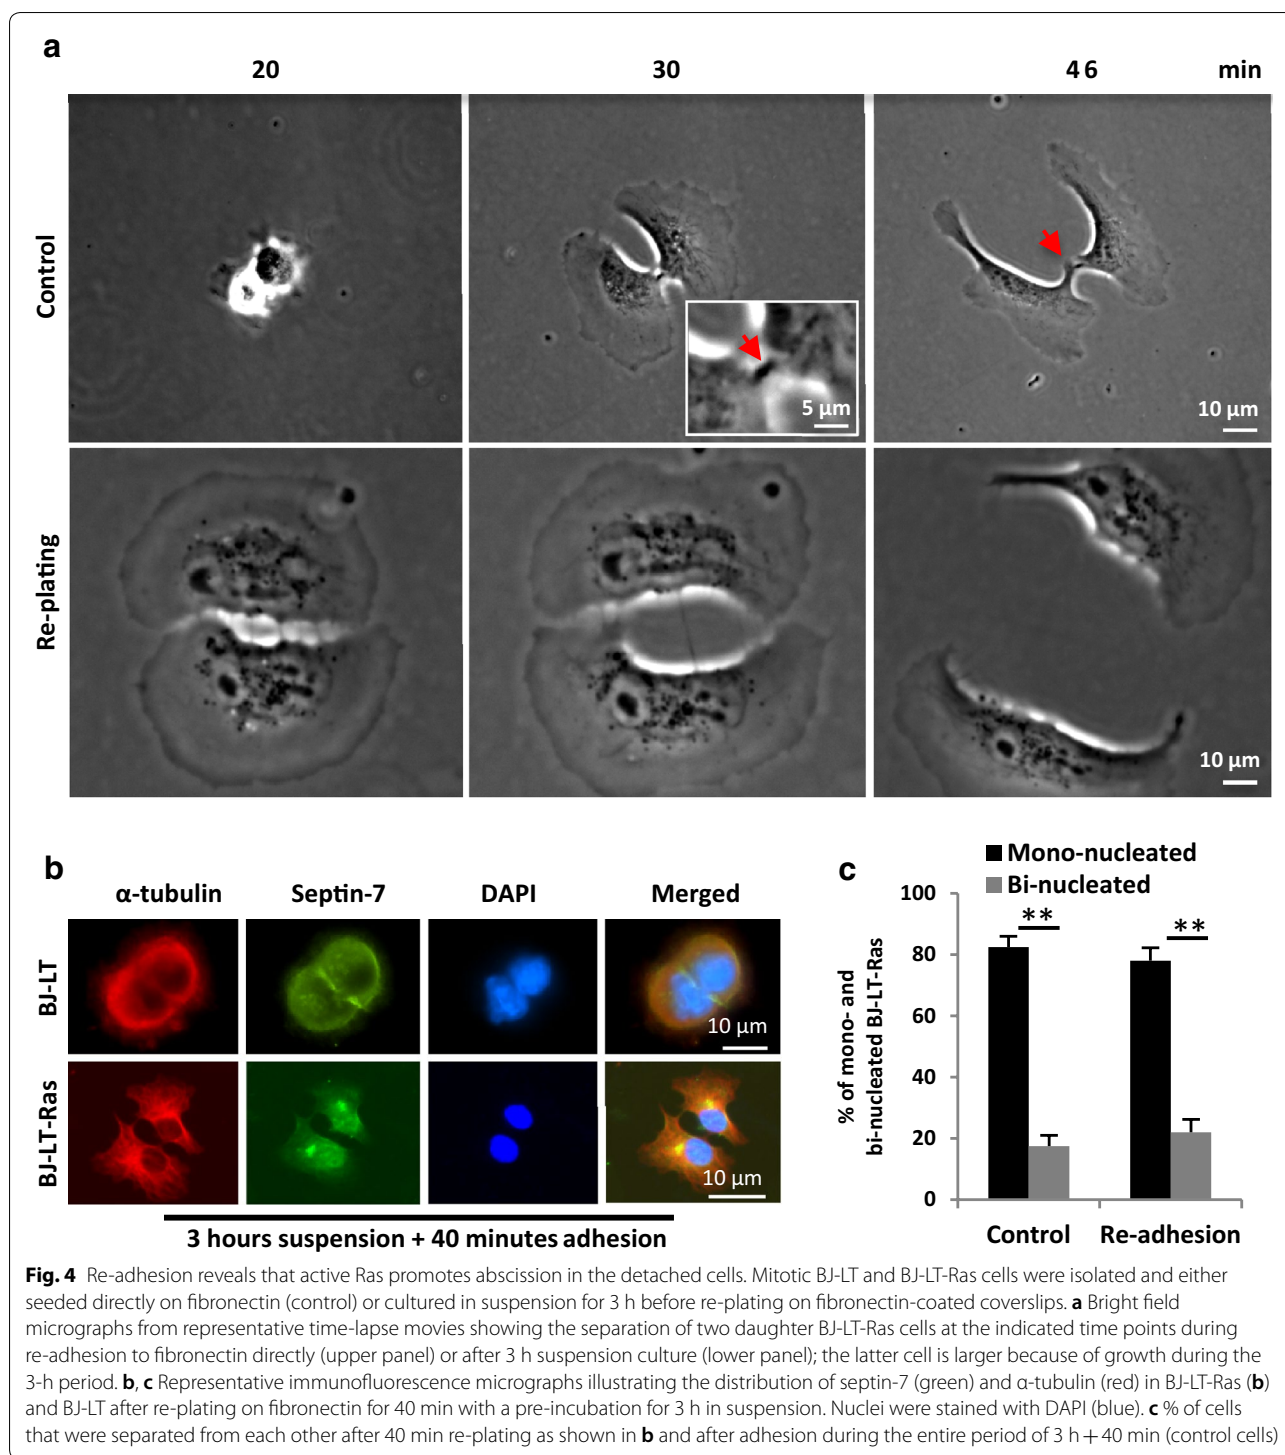 a
20 30 46 min
Control
5 µm
10 µm
Re-plating
10 µm
b
α-tubulin Septin-7 DAPI Merged
BJ-LT
10 µm
BJ-LT-Ras
10 µm
3 hours suspension + 40 minutes adhesion
c
Mono-nucleated
Bi-nucleated
% of mono- and
bi-nucleated BJ-LT-Ras
100
80
60
40
20
0
** **
Control Re-adhesion
Fig. 4 Re-adhesion reveals that active Ras promotes abscission in the detached cells. Mitotic BJ-LT and BJ-LT-Ras cells were isolated and either
seeded directly on fibronectin (control) or cultured in suspension for 3 h before re-plating on fibronectin-coated coverslips. a Bright field
micrographs from representative time-lapse movies showing the separation of two daughter BJ-LT-Ras cells at the indicated time points during
re-adhesion to fibronectin directly (upper panel) or after 3 h suspension culture (lower panel); the latter cell is larger because of growth during the
3-h period. b, c Representative immunofluorescence micrographs illustrating the distribution of septin-7 (green) and α-tubulin (red) in BJ-LT-Ras (b)
and BJ-LT after re-plating on fibronectin for 40 min with a pre-incubation for 3 h in suspension. Nuclei were stained with DAPI (blue). c % of cells
that were separated from each other after 40 min re-plating as shown in b and after adhesion during the entire period of 3 h + 40 min (control cells)